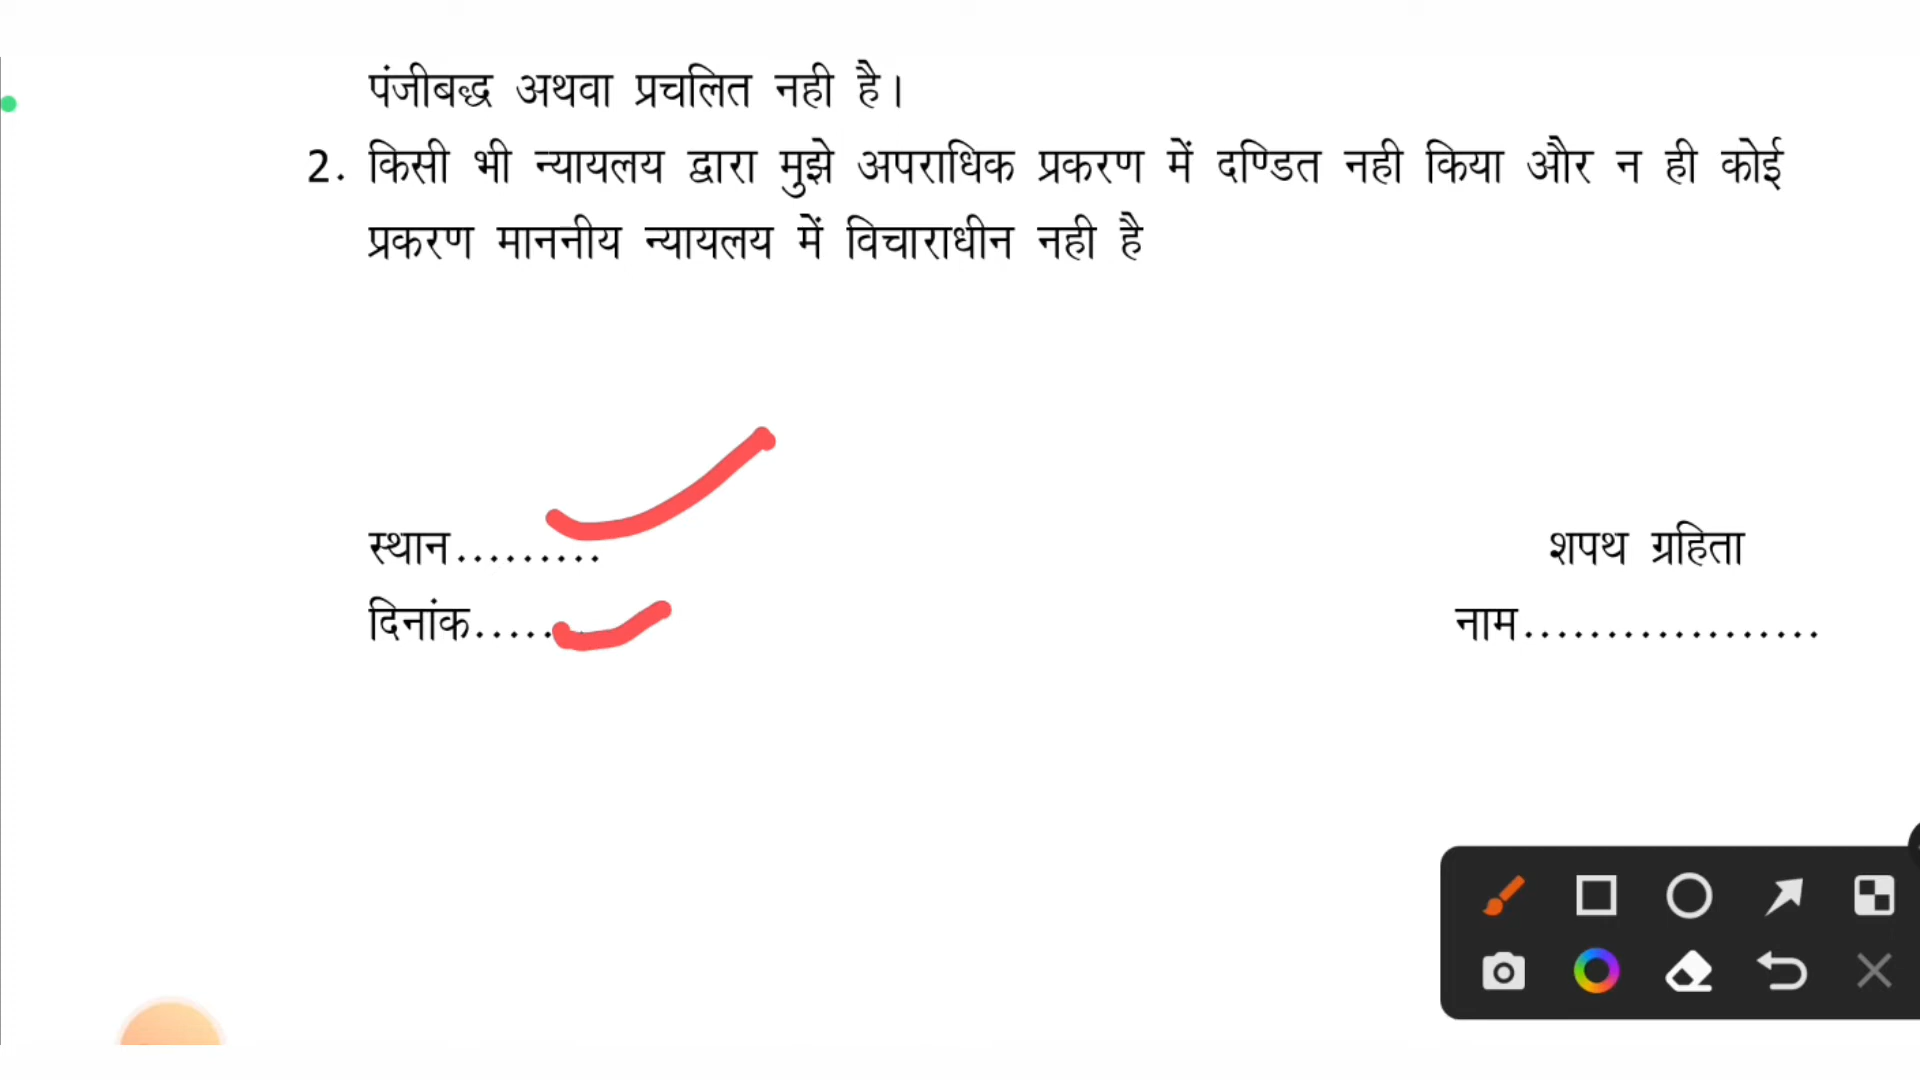 पंजीबद्ध अथवा प्रचलित नही है।
2. किसी भी न्यायलय द्वारा मुझे अपराधिक प्रकरण में दण्डित नही किया और न ही कोई
प्रकरण माननीय न्यायलय में विचाराधीन नही है
स्थान.........
शपथ ग्रहिता
दिनांक.....
नाम..................